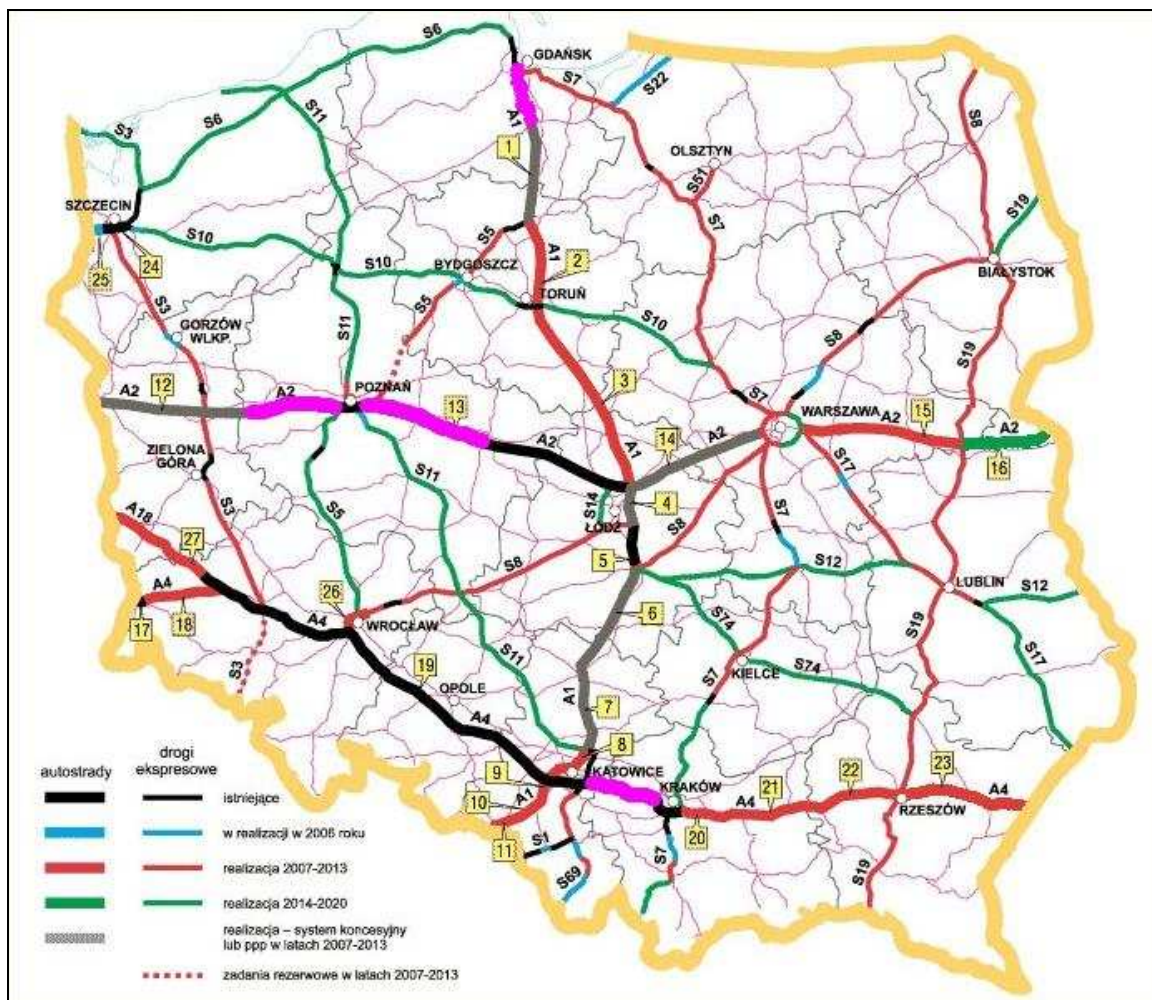 S6
GDAŃSK
S7
S22
S3
S6
S11
A1
S8
1
OLSZTYN
S51
SZCZECIN
S5
S7
S19
S10
A1
2
25
24
S10
BYDGOSZCZ
BIAŁYSTOK
TORUŃ
S3
S5
S10
GORZÓW
WLKP.
S11
S8
S19
3
12
A2
A2
POZNAŃ
S7
13
WARSZAWA
A2
15
14
A2
A2
A2
16
A1
ZIELONA
GÓRA
S11
S17
4
S14
S3
S5
ŁÓDŹ
S8
S7
A18
27
S8
5
S12
LUBLIN
S12
A4
26
6
17
18
WROCŁAW
S74
A4
S19
S17
S3
19
S11
KIELCE
S74
OPOLE
S7
A1
7
A4
8
9
KATOWICE
KRAKÓW
22
23
10
A1
21
A4
A4
RZESZÓW
11
S1
20
S7
S69
S19
autostrady
drogi
ekspresowe
istniejące
w realizacji w 2006 roku
realizacja 2007-2013
realizacja 2014-2020
realizacja – system koncesyjny
lub ppp w latach 2007-2013
zadania rezerwowe w latach 2007-2013